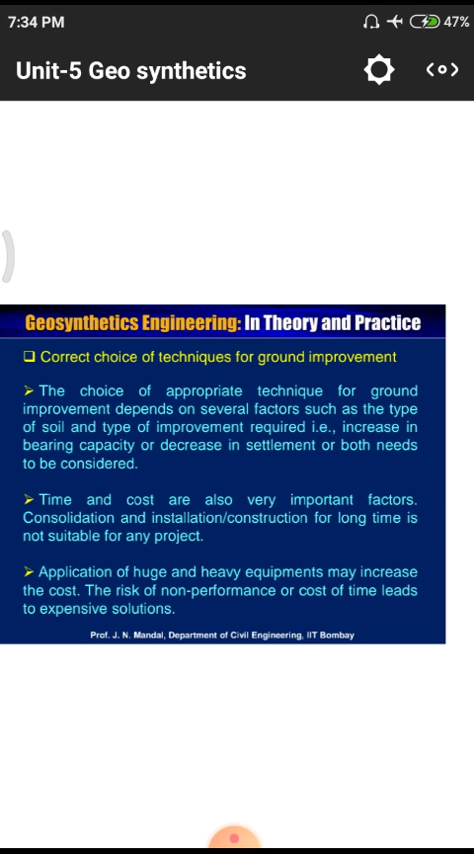 7:34 PM
47%
Unit-5 Geo synthetics
Geosynthetics Engineering: In Theory and Practice
❑ Correct choice of techniques for ground improvement
➢ The choice of appropriate technique for ground
improvement depends on several factors such as the type
of soil and type of improvement required i.e., increase in
bearing capacity or decrease in settlement or both needs
to be considered.
➢ Time and cost are also very important factors.
Consolidation and installation/construction for long time is
not suitable for any project.
➢ Application of huge and heavy equipments may increase
the cost. The risk of non-performance or cost of time leads
to expensive solutions.
Prof. J. N. Mandal, Department of Civil Engineering, IIT Bombay